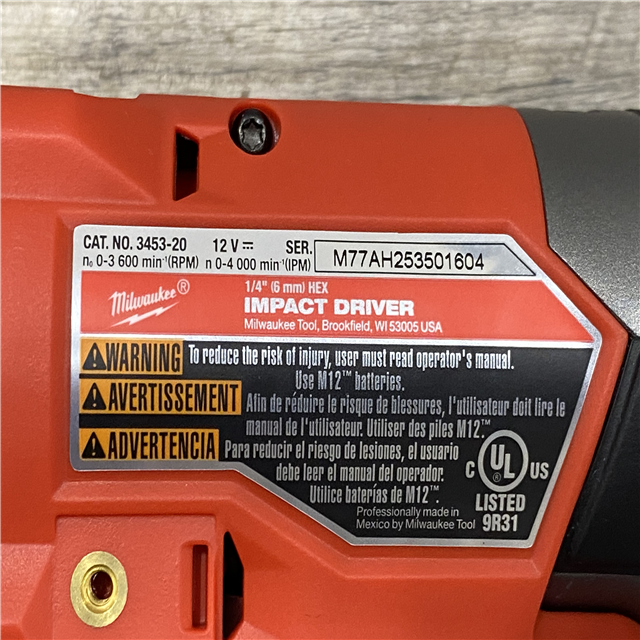 CAT. NO. 3453-20 12 V⎓ SER. M77AH253501604
n₀ 0-3 600 min⁻¹(RPM) n 0-4 000 min⁻¹(IPM)
Milwaukee®
1/4" (6 mm) HEX
IMPACT DRIVER
Milwaukee Tool, Brookfield, WI 53005 USA
WARNING To reduce the risk of injury, user must read operator's manual.
Use M12™ batteries.
AVERTISSEMENT Afin de réduire le risque de blessures, l'utilisateur doit lire le
manual de l'utilisateur. Utiliser des piles M12™.
ADVERTENCIA Para reducir el riesgo de lesiones, el usuario
debe leer el manual del operador.
Utilice baterías de M12™.
C UL ® US
LISTED
9R31
Professionally made in
Mexico by Milwaukee Tool